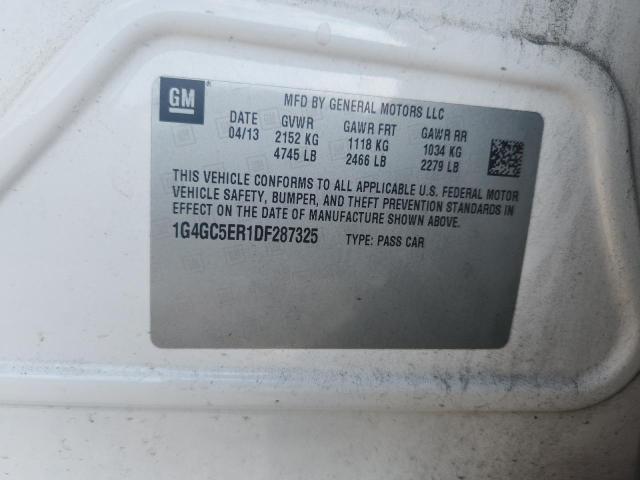 GM ®
MFD BY GENERAL MOTORS LLC
DATE GVWR GAWR FRT GAWR RR
04/13 2152 KG 1118 KG 1034 KG
4745 LB 2466 LB 2279 LB
THIS VEHICLE CONFORMS TO ALL APPLICABLE U.S. FEDERAL MOTOR
VEHICLE SAFETY, BUMPER, AND THEFT PREVENTION STANDARDS IN
EFFECT ON THE DATE OF MANUFACTURE SHOWN ABOVE.
1G4GC5ER1DF287325 TYPE: PASS CAR